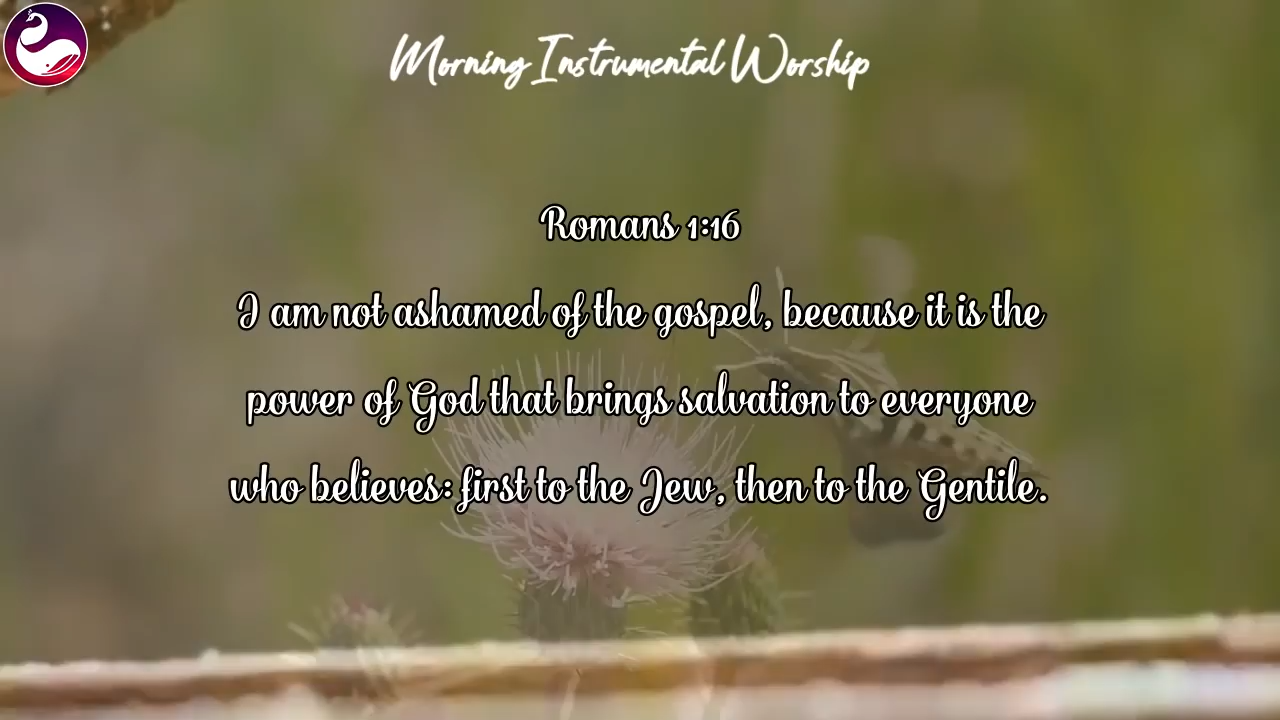 Morning Instrumental Worship
Romans 1:16
I am not ashamed of the gospel, because it is the
power of God that brings salvation to everyone
who believes: first to the Jew, then to the Gentile.